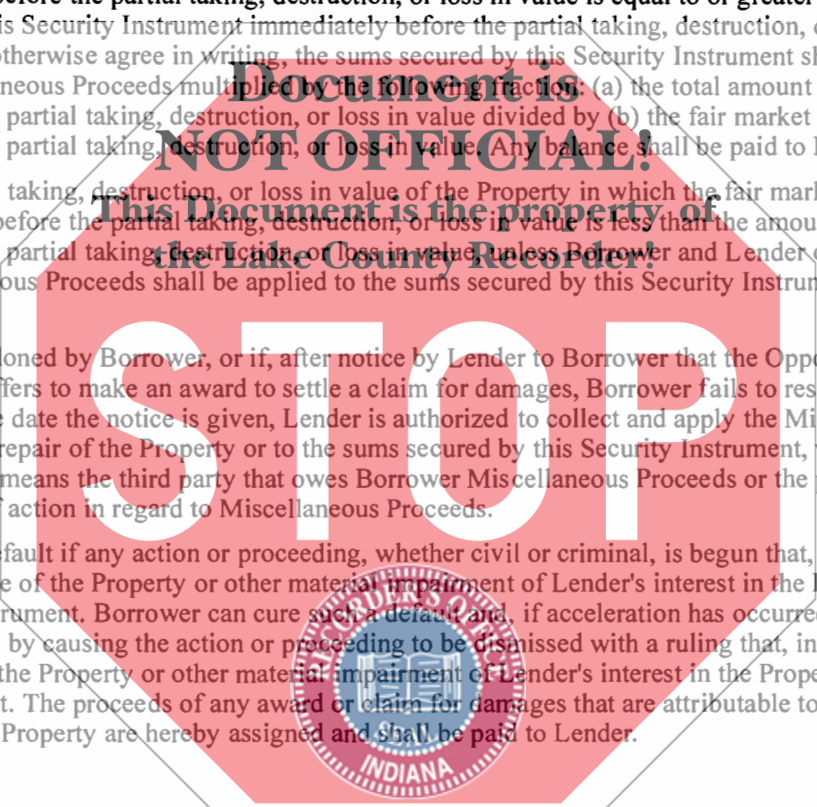 before the partial taking, destruction, or loss in value is equal to or greater
is Security Instrument immediately before the partial taking, destruction,
otherwise agree in writing, the sums secured by this Security Instrument
neous Proceeds multiplied by the following fraction: (a) the total amount
partial taking, destruction, or loss in value divided by (b) the fair market
partial taking, destruction, or loss in value. Any balance shall be paid to
taking, destruction, or loss in value of the Property in which the fair
before the partial taking, destruction, or loss in value is less than the
partial taking, destruction, or loss in value, unless Borrower and Lender
ous Proceeds shall be applied to the sums secured by this Security Instrum
Document is
NOT OFFICIAL!
This Document is the property of
the Lake County Recorder!
STOP
doned by Borrower, or if, after notice by Lender to Borrower that the Oppo
ffers to make an award to settle a claim for damages, Borrower fails to res
date the notice is given, Lender is authorized to collect and apply the Mi
repair of the Property or to the sums secured by this Security Instrument,
means the third party that owes Borrower Miscellaneous Proceeds or the
action in regard to Miscellaneous Proceeds.
efault if any action or proceeding, whether civil or criminal, is begun that,
e of the Property or other material impairment of Lender's interest in the
rument. Borrower can cure such a default and, if acceleration has occurre
by causing the action or proceeding to be dismissed with a ruling that, in
the Property or other material impairment of Lender's interest in the Prope
t. The proceeds of any award or claim for damages that are attributable to
Property are hereby assigned and shall be paid to Lender.
RECORDER'S OFFICE
SEAL
INDIANA